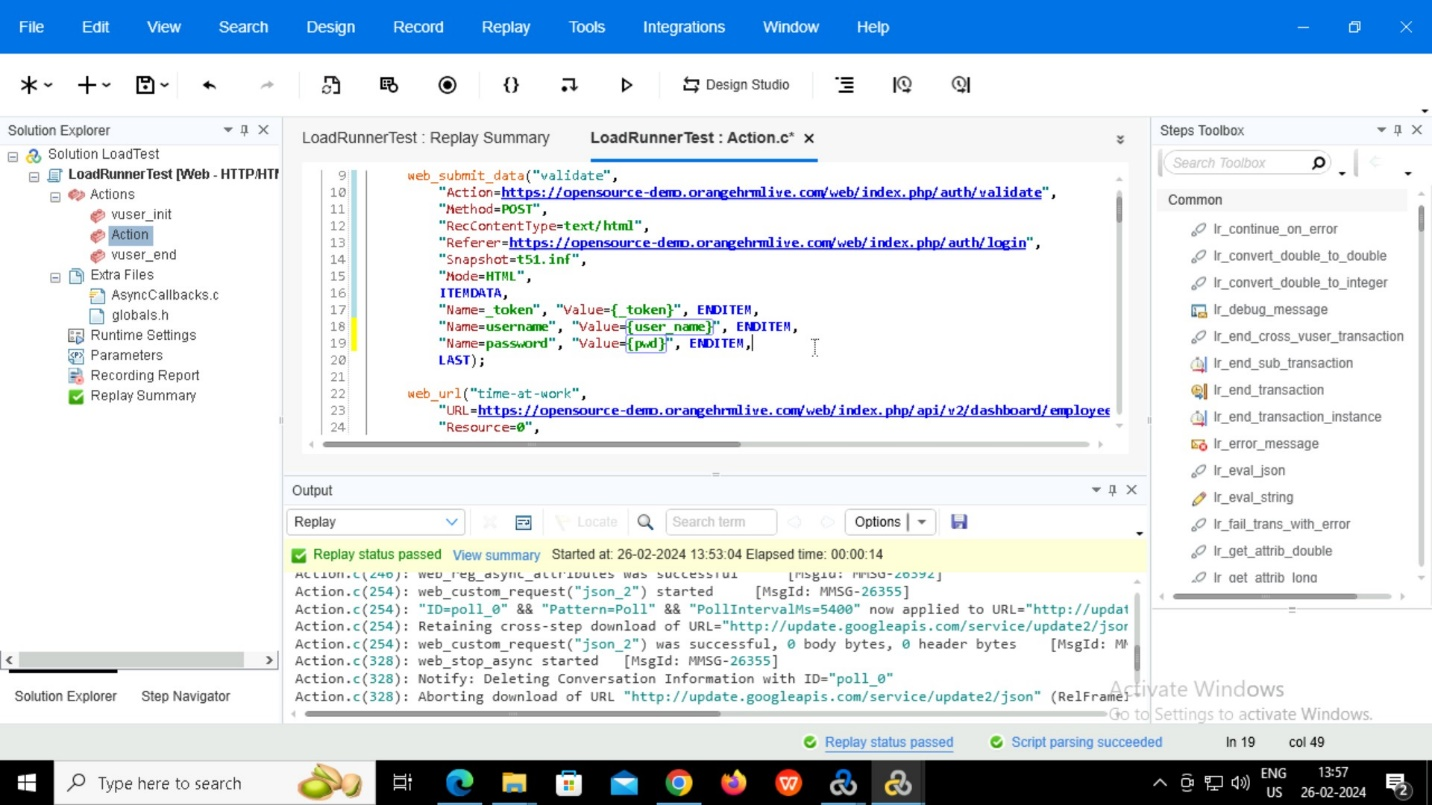 File Edit View Search Design Record Replay Tools Integrations Window Help
Design Studio
Solution Explorer
Solution LoadTest
LoadRunnerTest [Web - HTTP/HTM
Actions
vuser_init
Action
vuser_end
Extra Files
AsyncCallbacks.c
globals.h
Runtime Settings
Parameters
Recording Report
Replay Summary
Solution Explorer Step Navigator
LoadRunnerTest : Replay Summary LoadRunnerTest : Action.c*
9 web_submit_data("validate",
10 "Action=https://opensource-demo.orangehrmlive.com/web/index.php/auth/validate",
11 "Method=POST",
12 "RecContentType=text/html",
13 "Referer=https://opensource-demo.orangehrmlive.com/web/index.php/auth/login",
14 "Snapshot=t51.inf",
15 "Mode=HTML",
16 ITEMDATA,
17 "Name=_token", "Value={_token}", ENDITEM,
18 "Name=username", "Value={user_name}", ENDITEM,
19 "Name=password", "Value={pwd}", ENDITEM,
20 LAST);
21
22 web_url("time-at-work",
23 "URL=https://opensource-demo.orangehrmlive.com/web/index.php/api/v2/dashboard/employee
24 "Resource=0",
Output
Replay Locate Search term Options
Replay status passed View summary Started at: 26-02-2024 13:53:04 Elapsed time: 00:00:14
Action.c(246): web_reg_async_attributes was successful [MsgId: MMSG-26392]
Action.c(254): web_custom_request("json_2") started [MsgId: MMSG-26355]
Action.c(254): "ID=poll_0" && "Pattern=Poll" && "PollIntervalMs=5400" now applied to URL="http://updat
Action.c(254): Retaining cross-step download of URL="http://update.googleapis.com/service/update2/json
Action.c(254): web_custom_request("json_2") was successful, 0 body bytes, 0 header bytes [MsgId: MM
Action.c(328): web_stop_async started [MsgId: MMSG-26355]
Action.c(328): Notify: Deleting Conversation Information with ID="poll_0"
Action.c(328): Aborting download of URL "http://update.googleapis.com/service/update2/json" (RelFrameI
Steps Toolbox
Search Toolbox
Common
lr_continue_on_error
lr_convert_double_to_double
lr_convert_double_to_integer
lr_debug_message
lr_end_cross_vuser_transaction
lr_end_sub_transaction
lr_end_transaction
lr_end_transaction_instance
lr_error_message
lr_eval_json
lr_eval_string
lr_fail_trans_with_error
lr_get_attrib_double
lr_get_attrib_long
Activate Windows
Go to Settings to activate Windows.
Replay status passed Script parsing succeeded ln 19 col 49
Type here to search
ENG
US
13:57
26-02-2024
2